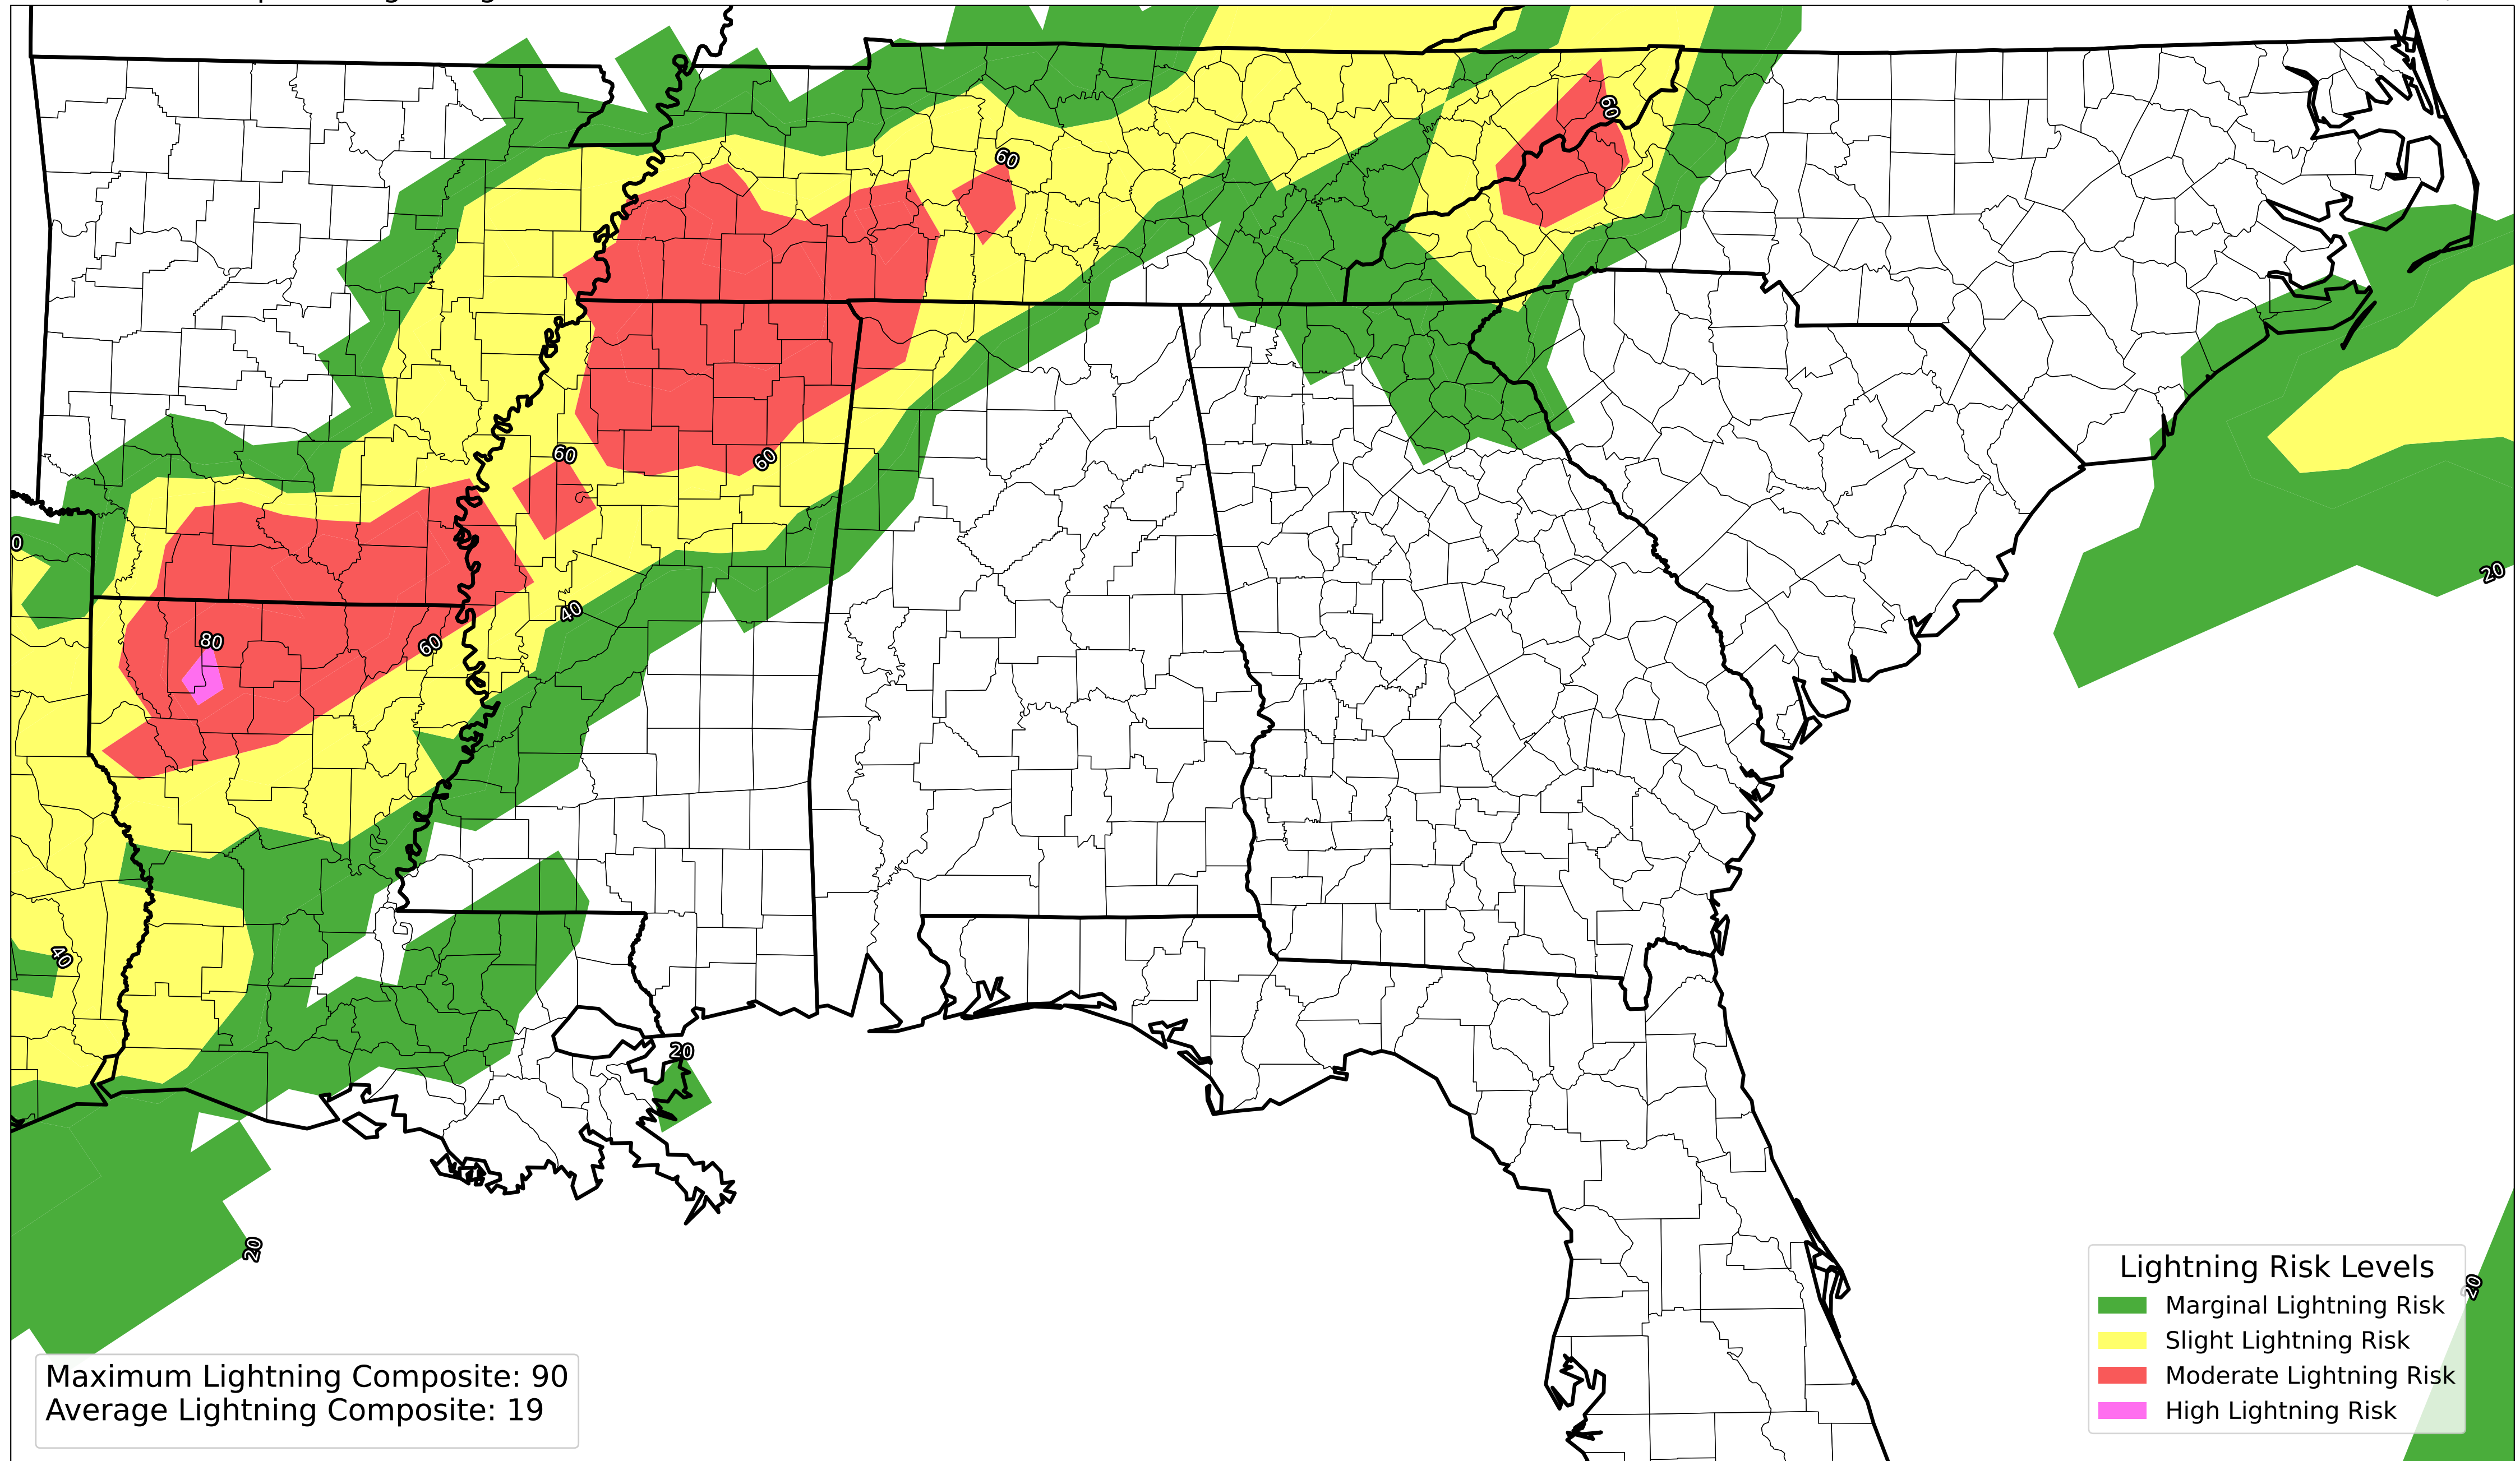 60
60
60
60
0
80
60
40
20
40
20
20
20
Lightning Risk Levels
Marginal Lightning Risk
Slight Lightning Risk
Moderate Lightning Risk
High Lightning Risk
Maximum Lightning Composite: 90
Average Lightning Composite: 19